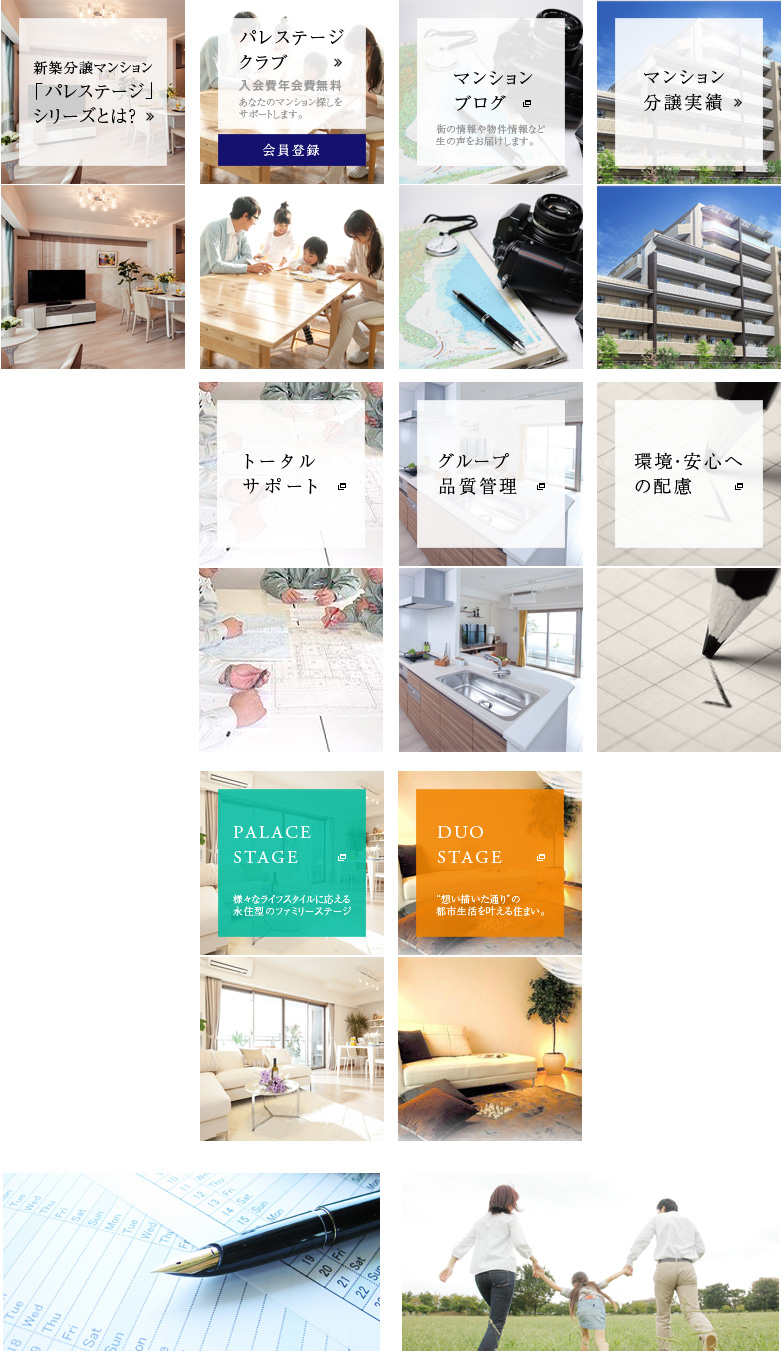 新築分譲マンション
「パレステージ」
シリーズとは?
パレステージ
クラブ
入会費年会費無料
あなたのマンション探しを
サポートします。
会員登録
マンション
ブログ
街の情報や物件情報など
生の声をお届けします。
マンション
分譲実績
トータル
サポート
グループ
品質管理
環境・安心へ
の配慮
PALACE
STAGE
様々なライフスタイルに応える
永住型のファミリーステージ
DUO
STAGE
"想い描いた通り"の
都市生活を叶える住まい。